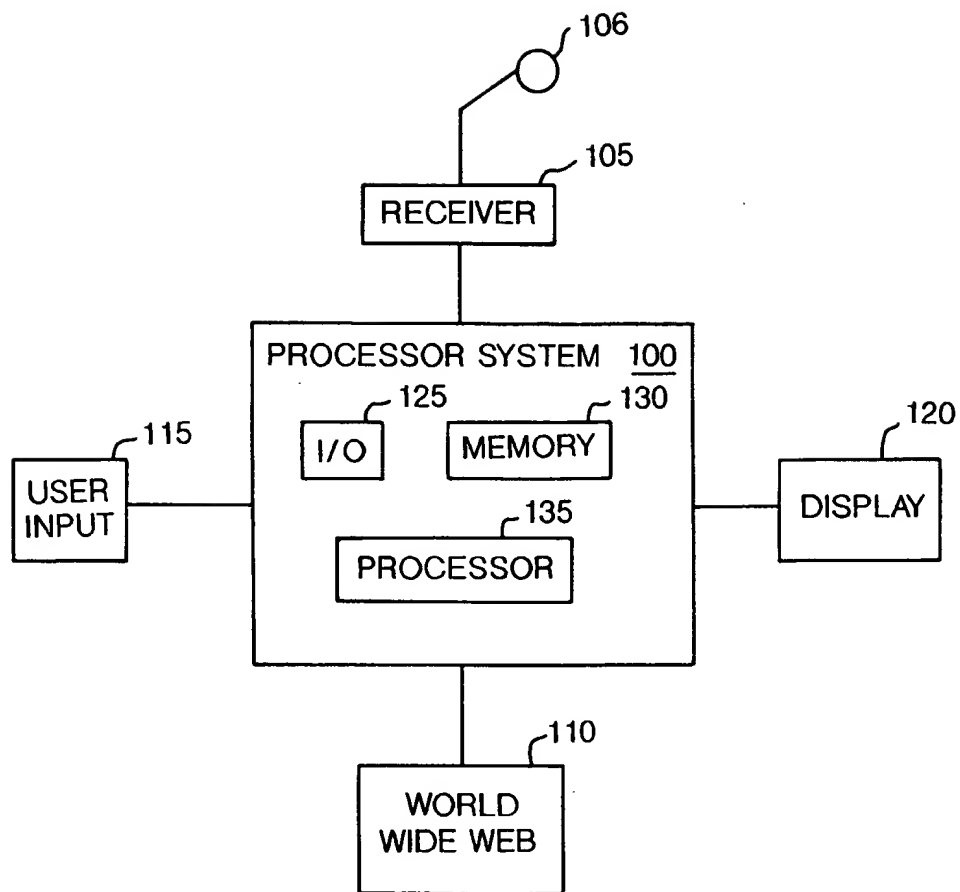 106
105
RECEIVER
PROCESSOR SYSTEM 100
125
130
I/O
MEMORY
135
PROCESSOR
115
USER
INPUT
120
DISPLAY
110
WORLD
WIDE WEB